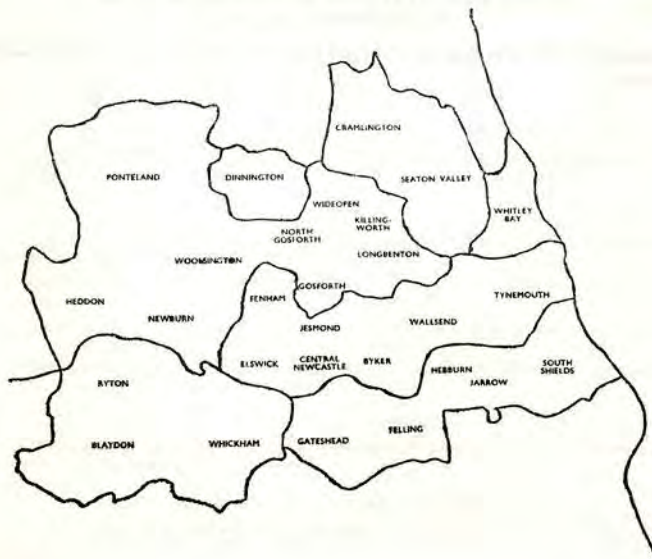 CRAMLINGTON
PONTELAND
DINNINGTON
SEATON VALLEY
WIDEOPEN
WHITLEY
BAY
KILLING-
WORTH
NORTH
GOSFORTH
LONGBENTON
WOOLSINGTON
GOSFORTH
FENHAM
TYNEMOUTH
HEDDON
NEWBURN
JESMOND
WALLSEND
ELSWICK
CENTRAL
NEWCASTLE
BYKER
HEBBURN
SOUTH
SHIELDS
JARROW
RYTON
BLAYDON
WHICKHAM
GATESHEAD
FELLING